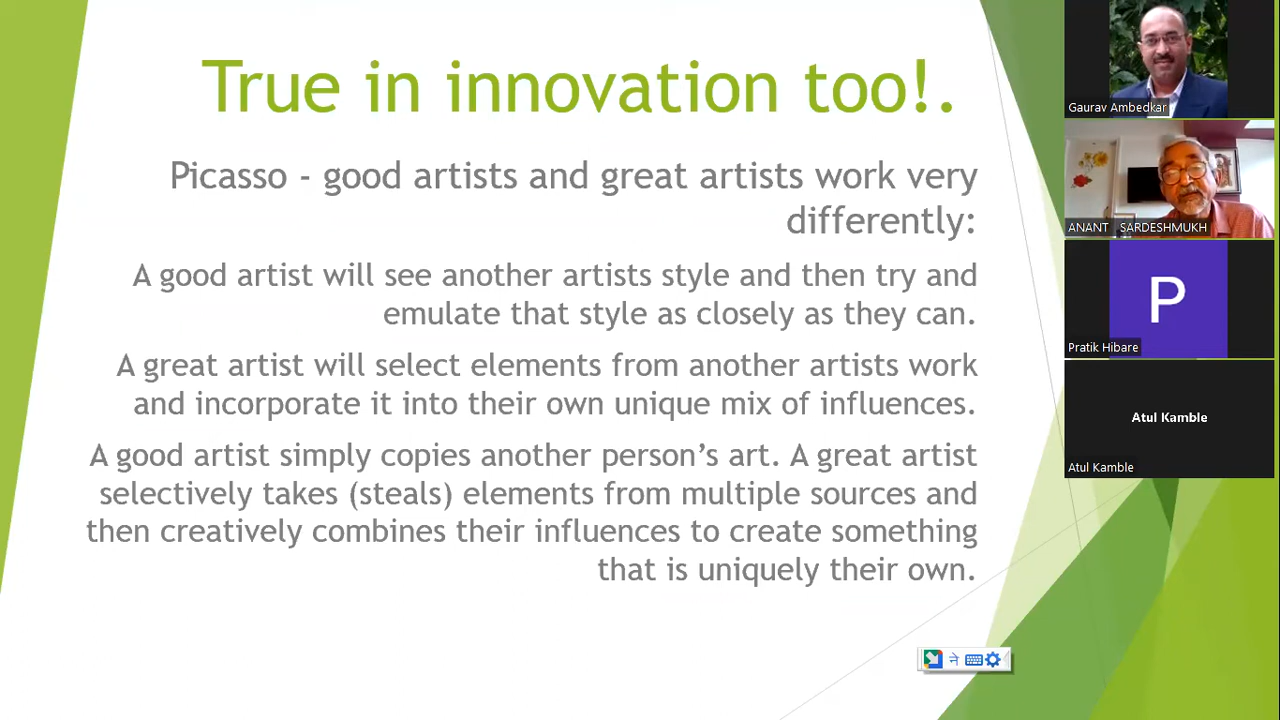 True in innovation too!.
Picasso - good artists and great artists work very
differently:
A good artist will see another artists style and then try and
emulate that style as closely as they can.
A great artist will select elements from another artists work
and incorporate it into their own unique mix of influences.
A good artist simply copies another person's art. A great artist
selectively takes (steals) elements from multiple sources and
then creatively combines their influences to create something
that is uniquely their own.
Gaurav Ambedkar
ANANT SARDESHMUKH
P
Pratik Hibare
Atul Kamble
Atul Kamble
ने